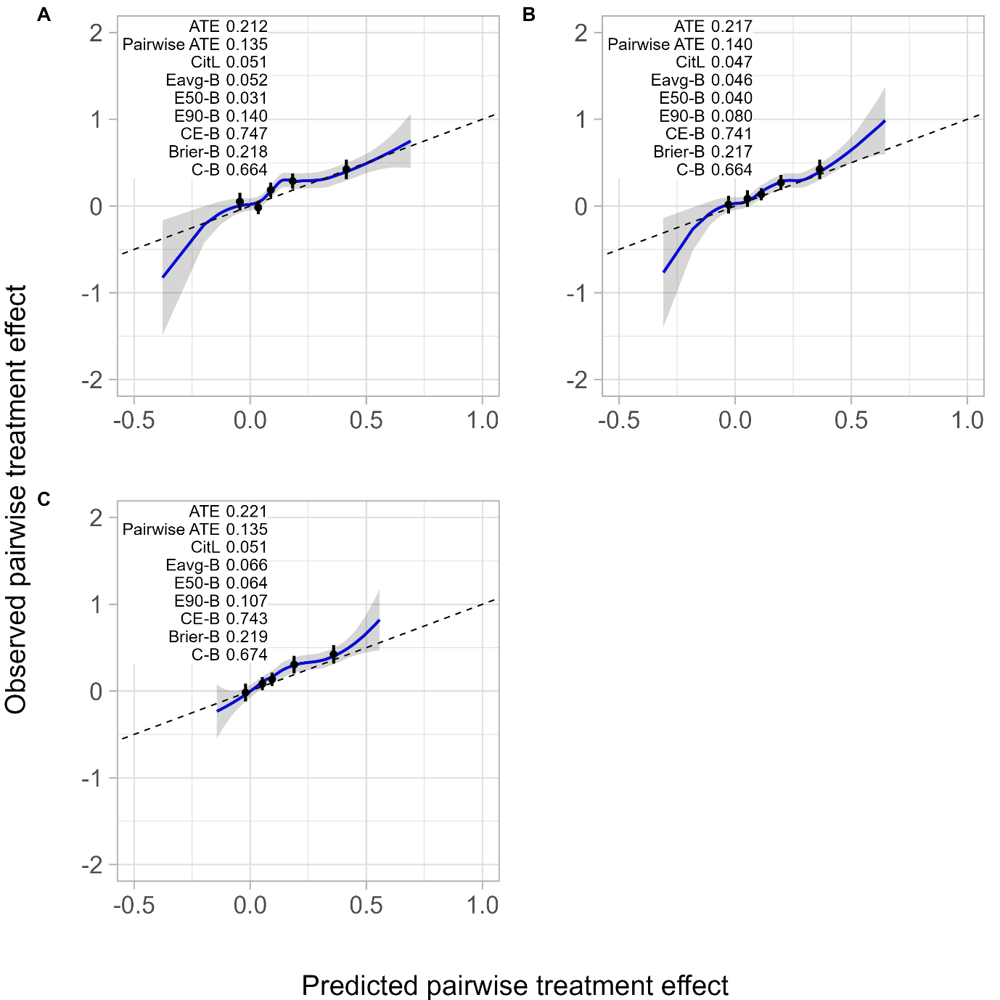 A
ATE 0.212
Pairwise ATE 0.135
CitL 0.051
Eavg-B 0.052
E50-B 0.031
E90-B 0.140
CE-B 0.747
Brier-B 0.218
C-B 0.664
2
1
0
-1
-2
-0.5 0.0 0.5 1.0
B
ATE 0.217
Pairwise ATE 0.140
CitL 0.047
Eavg-B 0.046
E50-B 0.040
E90-B 0.080
CE-B 0.741
Brier-B 0.217
C-B 0.664
2
1
0
-1
-2
-0.5 0.0 0.5 1.0
C
ATE 0.221
Pairwise ATE 0.135
CitL 0.051
Eavg-B 0.066
E50-B 0.064
E90-B 0.107
CE-B 0.743
Brier-B 0.219
C-B 0.674
2
1
0
-1
-2
-0.5 0.0 0.5 1.0
Observed pairwise treatment effect
Predicted pairwise treatment effect